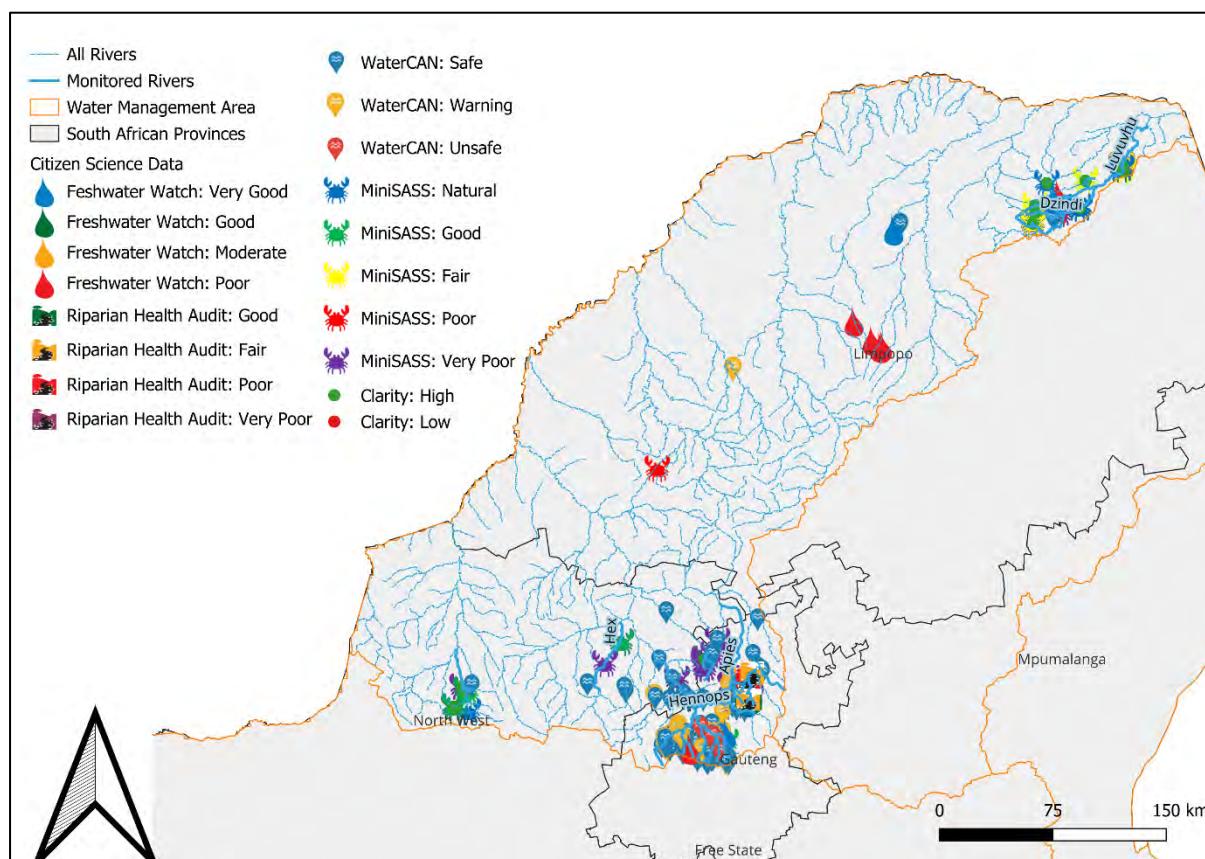 All Rivers
Monitored Rivers
Water Management Area
South African Provinces
Citizen Science Data
Feshwater Watch: Very Good
Freshwater Watch: Good
Freshwater Watch: Moderate
Freshwater Watch: Poor
Riparian Health Audit: Good
Riparian Health Audit: Fair
Riparian Health Audit: Poor
Riparian Health Audit: Very Poor
WaterCAN: Safe
WaterCAN: Warning
WaterCAN: Unsafe
MiniSASS: Natural
MiniSASS: Good
MiniSASS: Fair
MiniSASS: Poor
MiniSASS: Very Poor
Clarity: High
Clarity: Low
Luvuvhu
Dzindi
Limpopo
Hex
Apies
Mpumalanga
Hennops
North West
Gauteng
Free State
0 75 150 km